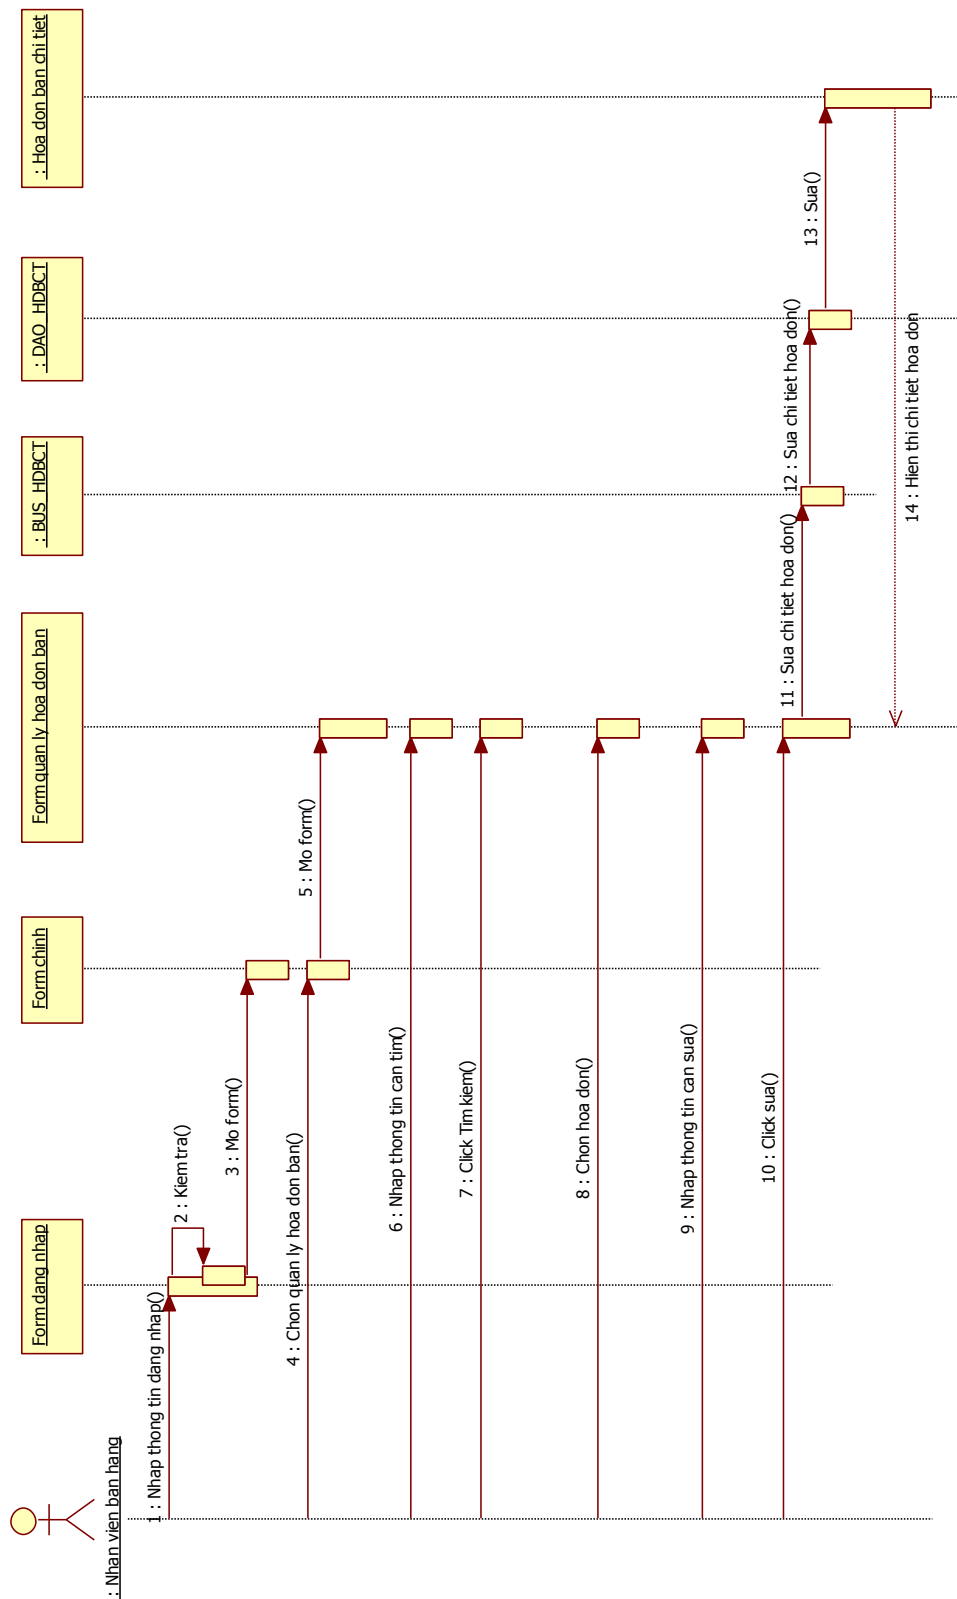 : Nhan vien ban hang
Form dang nhap
Form chinh
Form quan ly hoa don ban
: BUS_HDBCT
: DAO_HDBCT
: Hoa don ban chi tiet
1 : Nhap thong tin dang nhap()
2 : Kiem tra()
3 : Mo form()
4 : Chon quan ly hoa don ban()
5 : Mo form()
6 : Nhap thong tin can tim()
7 : Click Tim kiem()
8 : Chon hoa don()
9 : Nhap thong tin can sua()
10 : Click sua()
11 : Sua chi tiet hoa don()
12 : Sua chi tiet hoa don()
13 : Sua()
14 : Hien thi chi tiet hoa don